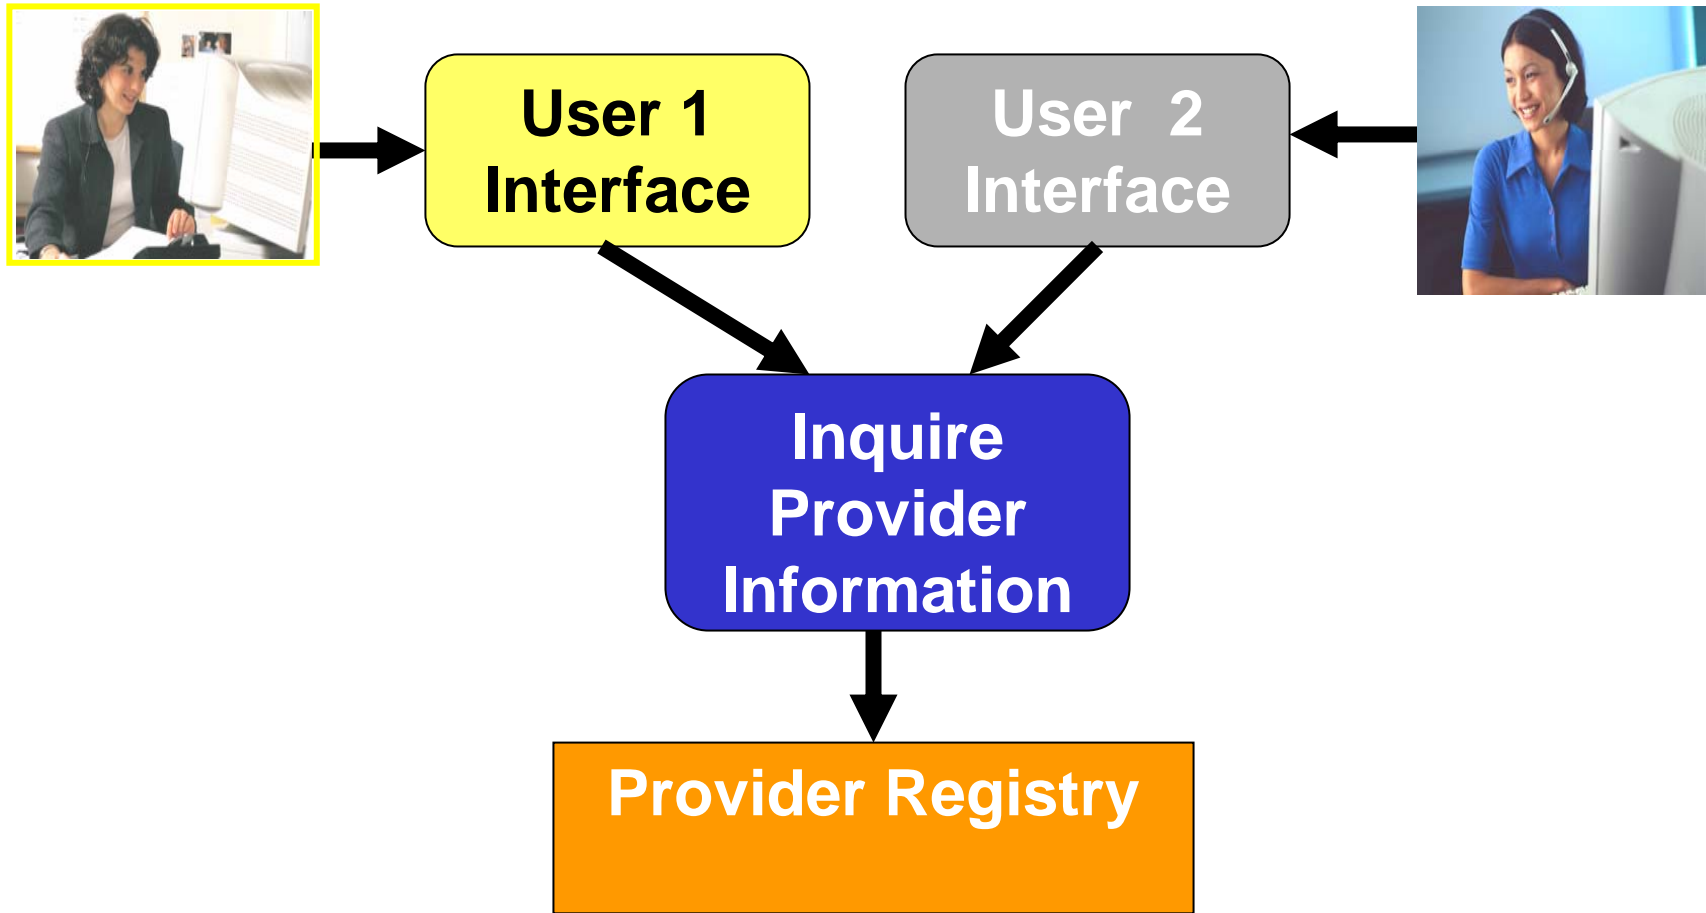 User 1
Interface
User 2
Interface
Inquire
Provider
Information
Provider Registry